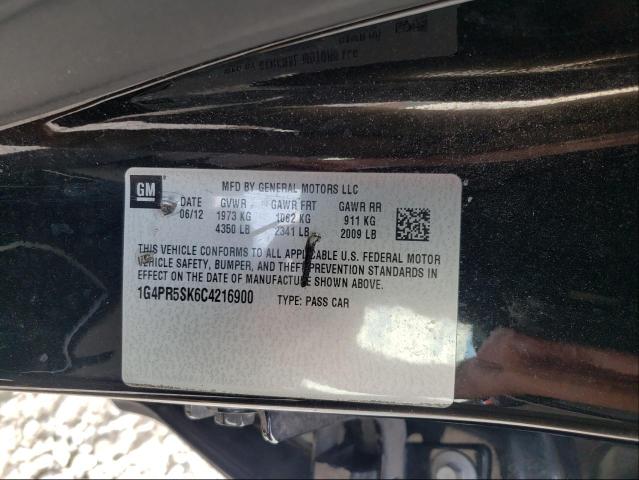 GM
MFD BY GENERAL MOTORS LLC
DATE GVWR GAWR FRT GAWR RR
06/12 1973 KG 1062 KG 911 KG
4350 LB 2341 LB 2009 LB
THIS VEHICLE CONFORMS TO ALL APPLICABLE U.S. FEDERAL MOTOR
VEHICLE SAFETY, BUMPER, AND THEFT PREVENTION STANDARDS IN
EFFECT ON THE DATE OF MANUFACTURE SHOWN ABOVE.
1G4PR5SK6C4216900 TYPE: PASS CAR